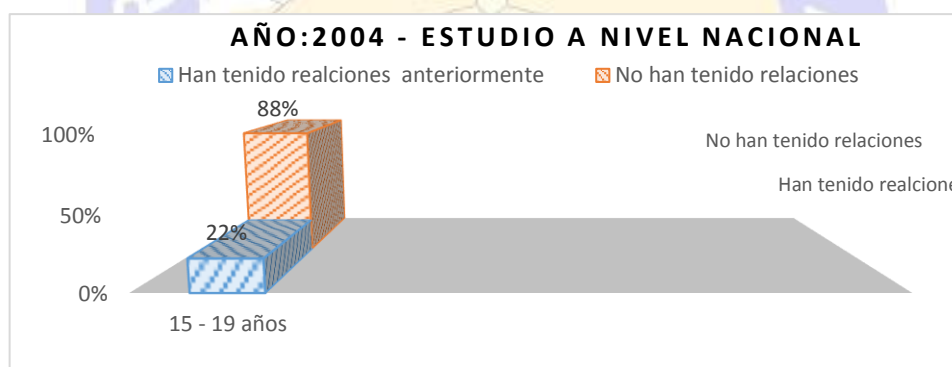 AÑO:2004 - ESTUDIO A NIVEL NACIONAL
Han tenido realciones anteriormente
No han tenido relaciones
88%
100%
No han tenido relaciones
Han tenido realcione
50%
22%
0%
15 - 19 años